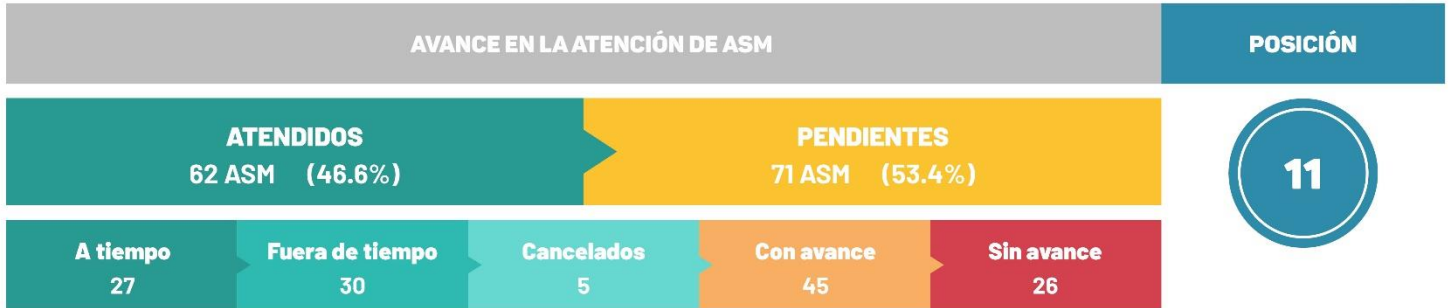 AVANCE EN LA ATENCIÓN DE ASM
POSICIÓN
ATENDIDOS
62 ASM (46.6%)
PENDIENTES
71 ASM (53.4%)
11
A tiempo
27
Fuera de tiempo
30
Cancelados
5
Con avance
45
Sin avance
26